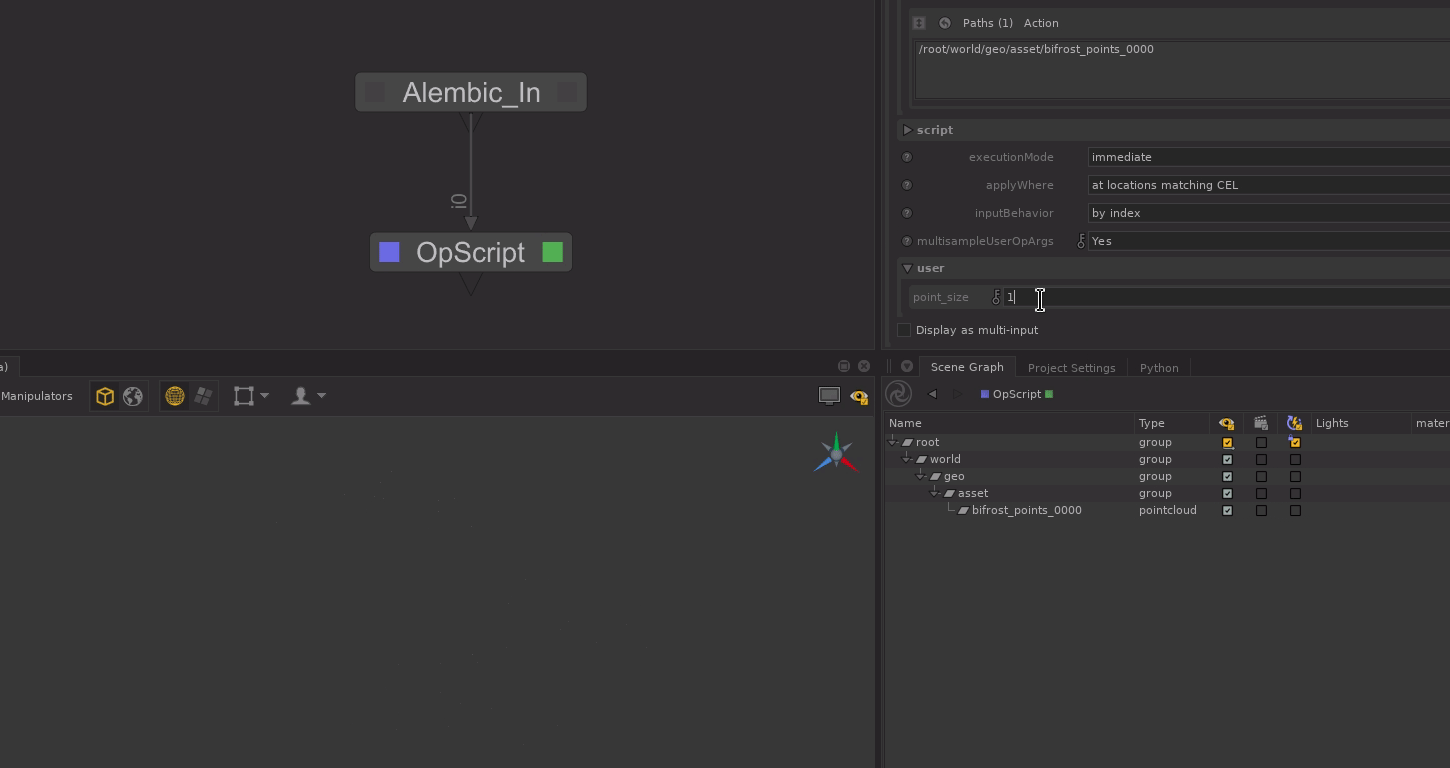 Alembic_In
i0
OpScript
Paths (1) Action
/root/world/geo/asset/bifrost_points_0000
script
executionMode immediate
applyWhere at locations matching CEL
inputBehavior by index
multisampleUserOpArgs Yes
user
point_size 1
Display as multi-input
a)
Manipulators
Scene Graph Project Settings Python
OpScript
Name Type Lights mater
root group
world group
geo group
asset group
bifrost_points_0000 pointcloud